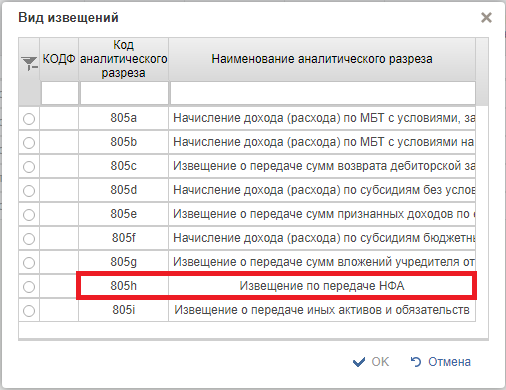 Вид извещений
КОДФ Код аналитического разреза Наименование аналитического разреза
805a Начисление дохода (расхода) по МБТ с условиями, за
805b Начисление дохода (расхода) по МБТ с условиями на
805c Извещение о передаче сумм возврата дебиторской за
805d Начисление дохода (расхода) по субсидиям без услов
805e Извещение о передаче сумм признанных доходов по с
805f Начисление дохода (расхода) по субсидиям бюджетны
805g Извещение о передаче сумм вложений учредителя от
805h Извещение по передаче НФА
805i Извещение о передаче иных активов и обязательств
OK Отмена